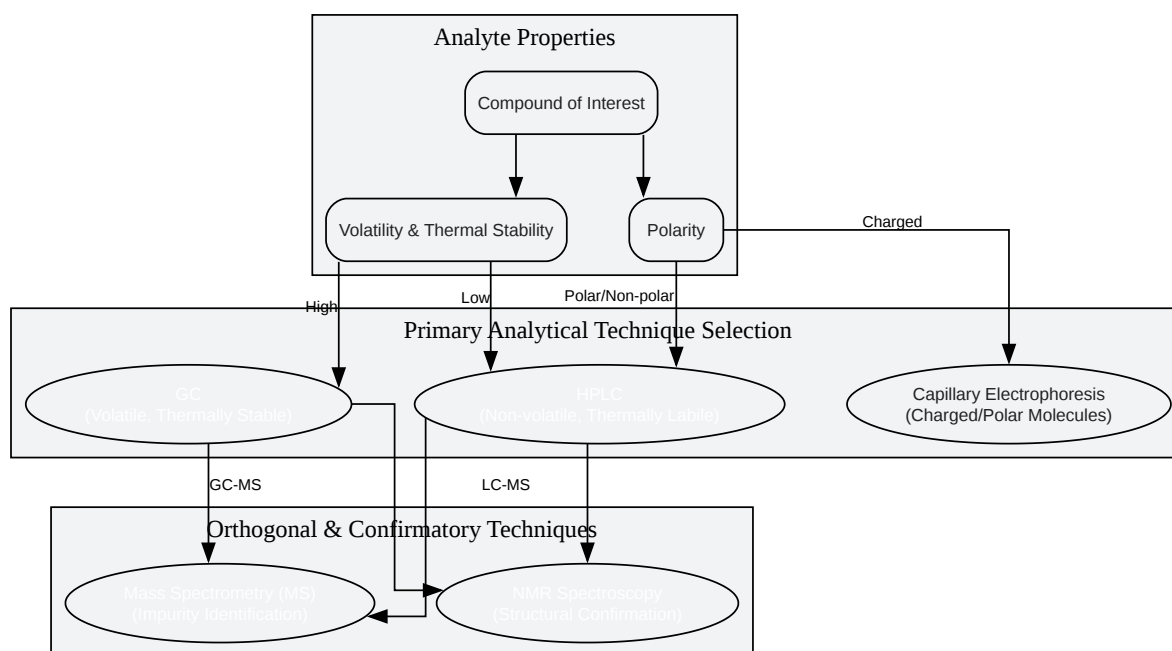 Analyte Properties
Compound of Interest
Volatility & Thermal Stability
Polarity
Charged
High
Low
Polar/Non-polar
Primary Analytical Technique Selection
GC
(Volatile, Thermally Stable)
HPLC
(Non-volatile, Thermally Labile)
Capillary Electrophoresis
(Charged/Polar Molecules)
GC-MS
LC-MS
Orthogonal & Confirmatory Techniques
Mass Spectrometry (MS)
(Impurity Identification)
NMR Spectroscopy
(Structural Confirmation)